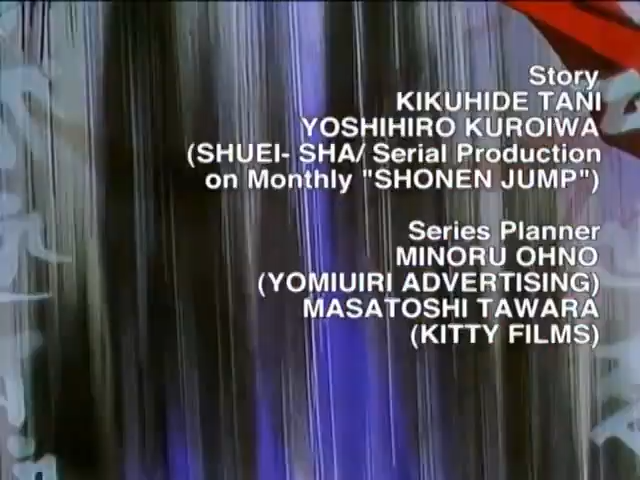 Story
KIKUHIDE TANI
YOSHIHIRO KUROIWA
(SHUEI- SHA/ Serial Production
on Monthly "SHONEN JUMP")
Series Planner
MINORU OHNO
(YOMIUIRI ADVERTISING)
MASATOSHI TAWARA
(KITTY FILMS)